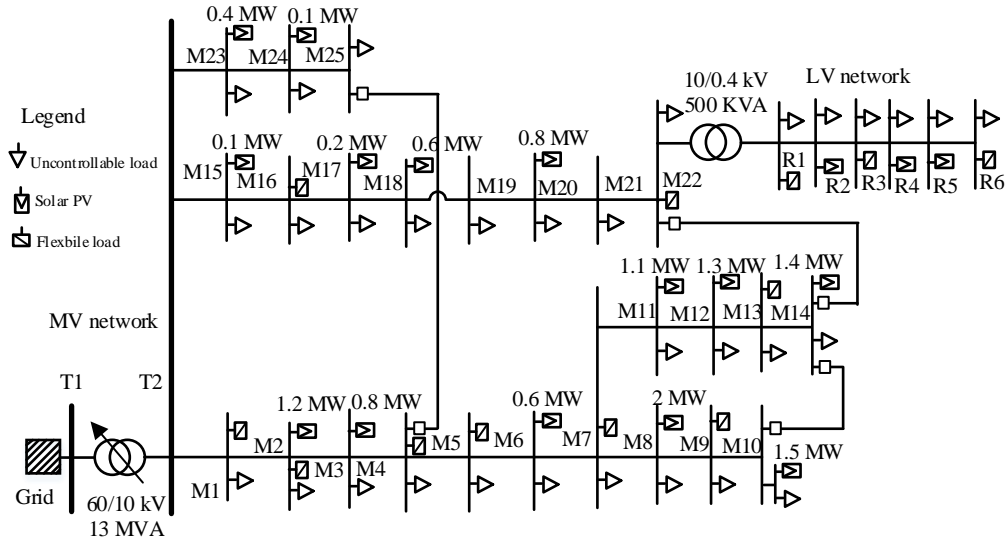 0.4 MW
0.1 MW
M23
M24
M25
10/0.4 kV
500 KVA
LV network
Legend
Uncontrollable load
Solar PV
Flexbile load
0.1 MW
0.2 MW
0.6 MW
0.8 MW
M15
M16
M17
M18
M19
M20
M21
M22
R1
R2
R3
R4
R5
R6
1.1 MW
1.3 MW
1.4 MW
M11
M12
M13
M14
MV network
T1
T2
1.2 MW
0.8 MW
0.6 MW
2 MW
1.5 MW
M1
M2
M3
M4
M5
M6
M7
M8
M9
M10
Grid
60/10 kV
13 MVA